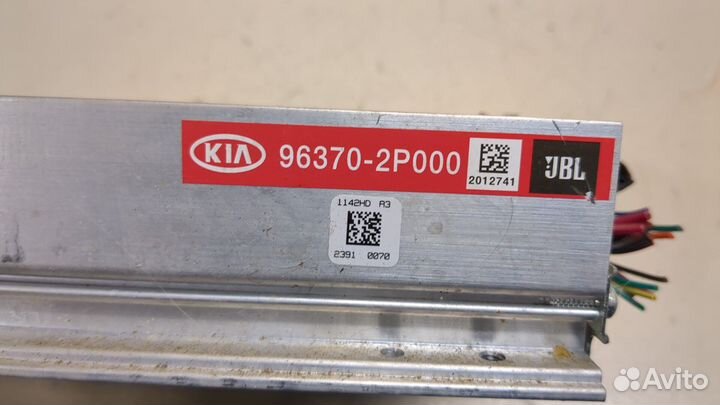 KIA 96370-2P000 2012741 JBL
1142HD A3
2391 0070
Avito